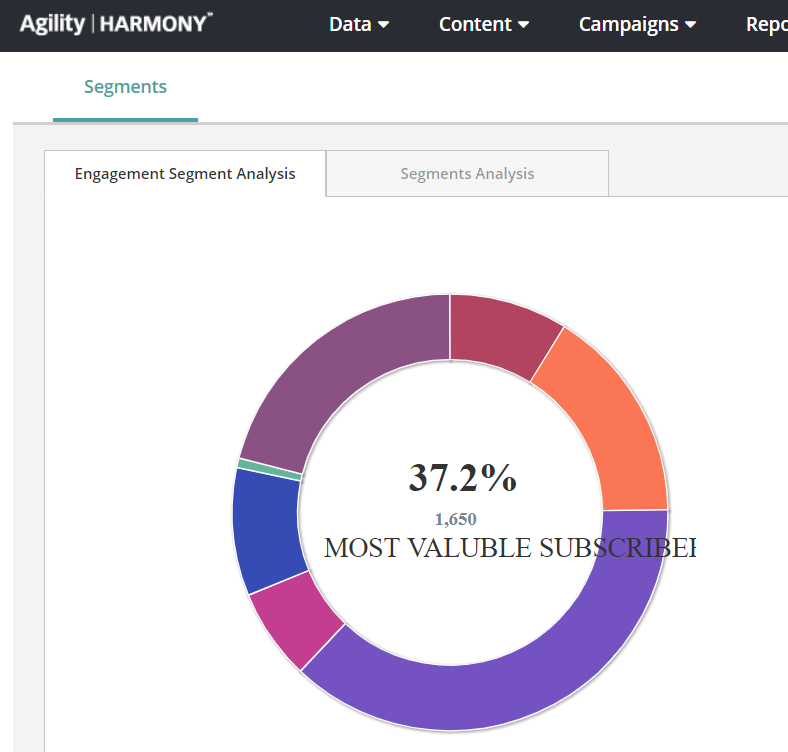 Agility | HARMONY™
Data
Content
Campaigns
Repo
Segments
Engagement Segment Analysis
Segments Analysis
37.2%
1,650
MOST VALUBLE SUBSCRIBE